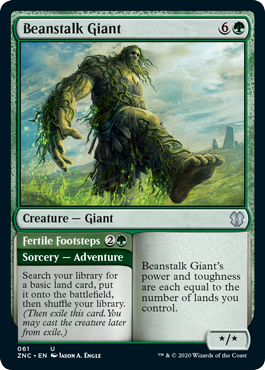 Beanstalk Giant 6
Creature — Giant
Fertile Footsteps 2
Sorcery — Adventure
Search your library for
a basic land card, put
it onto the battlefield,
then shuffle your library.
(Then exile this card. You
may cast the creature
later from exile.)
Beanstalk Giant's
power and toughness
are each equal to the
number of lands you
control.
*/*
061 U
ZNC • EN Jason A. Engle
™ & © 2020 Wizards of the Coast